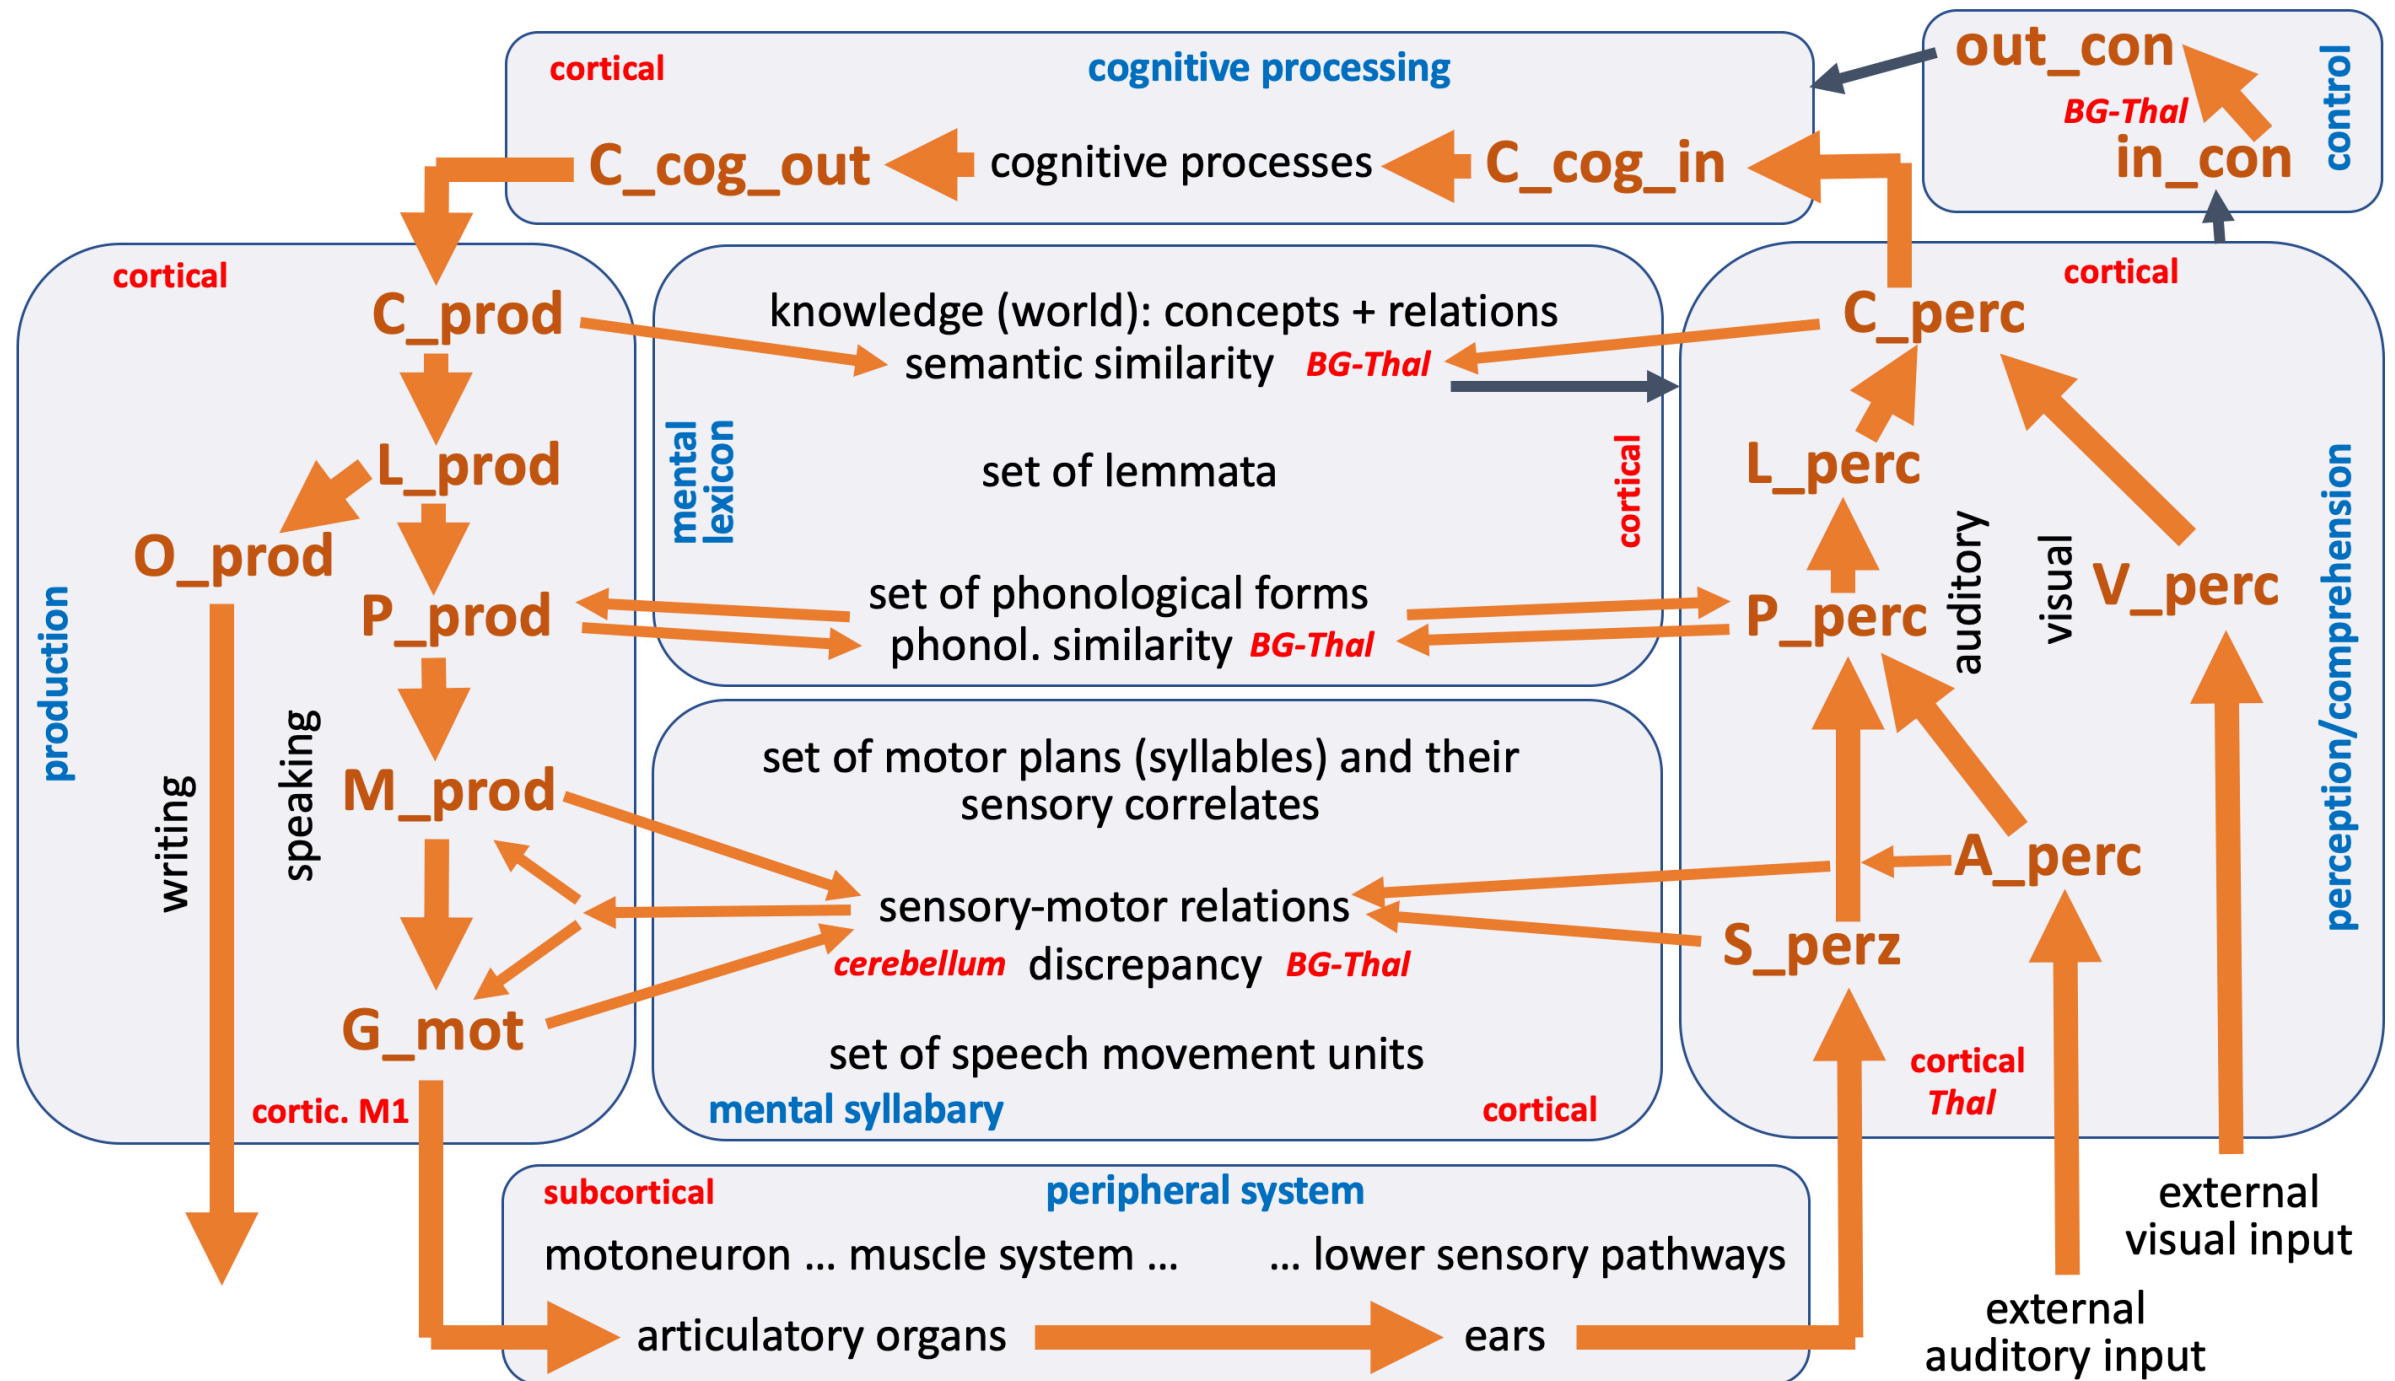 cortical
cognitive processing
C_cog_out
cognitive processes
C_cog_in
out_con
BG-Thal
in_con
control
cortical
C_prod
L_prod
O_prod
P_prod
M_prod
G_mot
production
writing
speaking
cortic. M1
knowledge (world): concepts + relations
semantic similarity BG-Thal
mental
lexicon
set of lemmata
cortical
set of phonological forms
phonol. similarity BG-Thal
set of motor plans (syllables) and their
sensory correlates
sensory-motor relations
cerebellum discrepancy BG-Thal
set of speech movement units
mental syllabary
cortical
cortical
C_perc
L_perc
P_perc
auditory
visual
V_perc
A_perc
S_perz
perception/comprehension
cortical
Thal
subcortical
peripheral system
motoneuron ... muscle system ...
... lower sensory pathways
articulatory organs
ears
external
visual input
external
auditory input